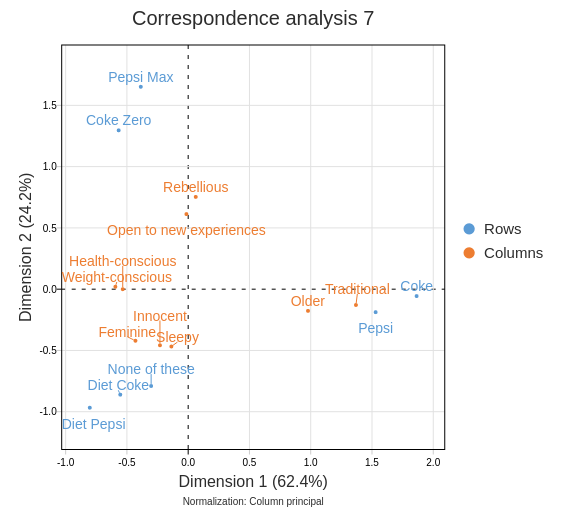 Correspondence analysis 7
Pepsi Max
1.5
Coke Zero
1.0
Rebellious
0.5
Open to new experiences
Rows
Columns
Health-conscious
Weight-conscious
0.0
Traditional
Coke
Older
Innocent
Pepsi
Feminine
Sleepy
-0.5
None of these
Diet Coke
-1.0
Diet Pepsi
-1.0 -0.5 0.0 0.5 1.0 1.5 2.0
Dimension 2 (24.2%)
Dimension 1 (62.4%)
Normalization: Column principal